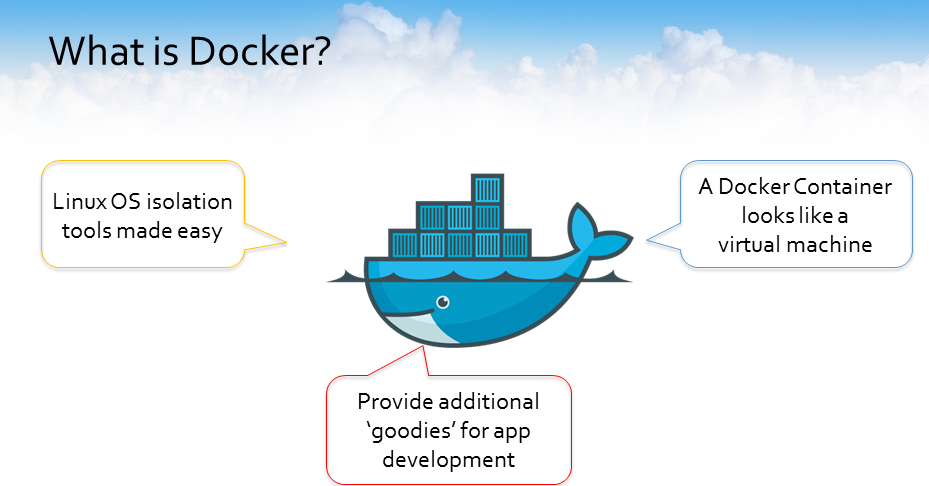 What is Docker?
Linux OS isolation
tools made easy
A Docker Container
looks like a
virtual machine
Provide additional
‘goodies’ for app
development